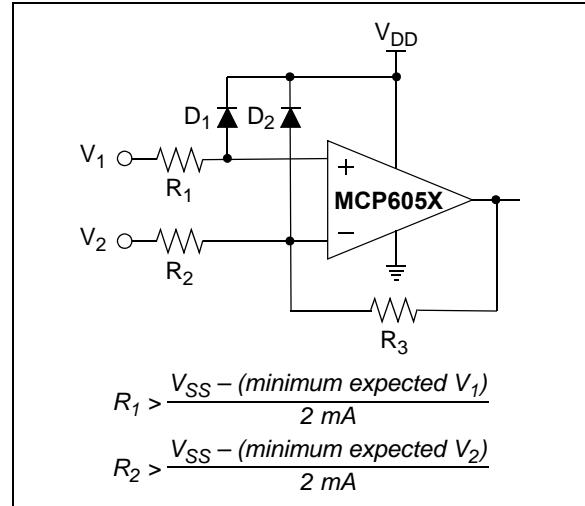 V_DD
D_1 D_2
V_1
R_1
+
MCP605X
V_2
–
R_2
R_3
R_1 > V_SS – (minimum expected V_1) / 2 mA
R_2 > V_SS – (minimum expected V_2) / 2 mA